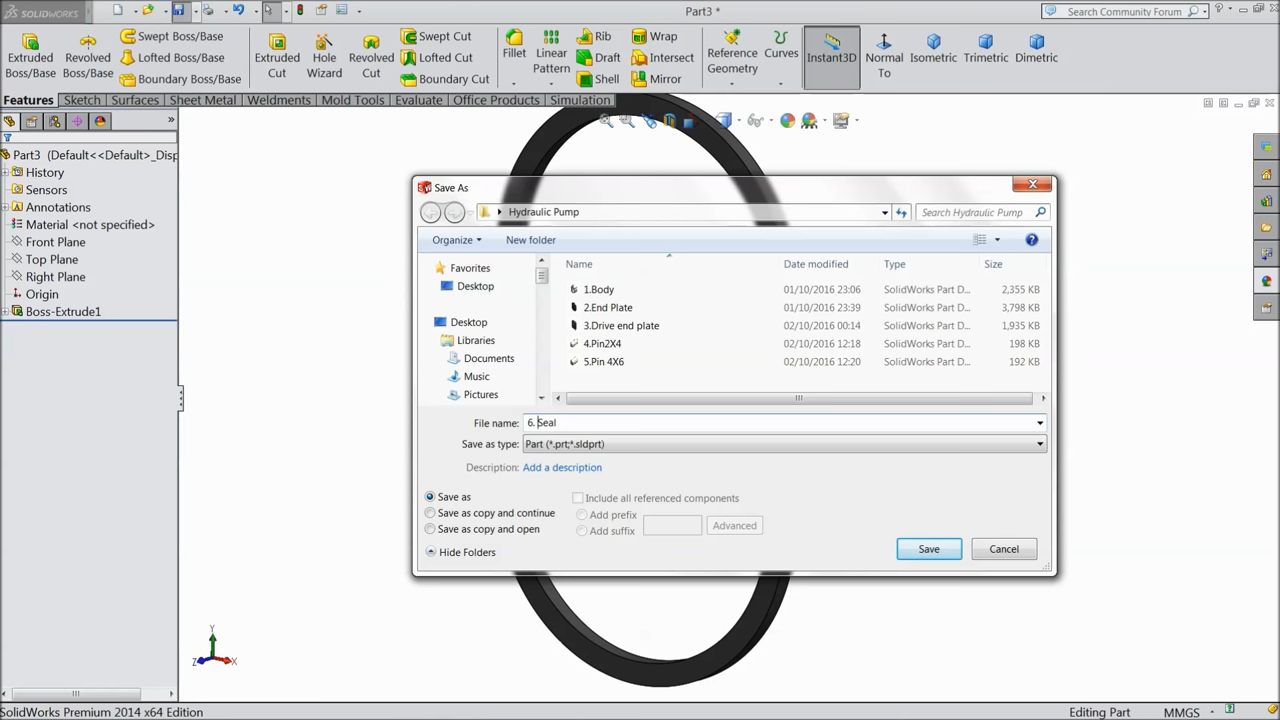 SOLIDWORKS
Part3 *
Search Community Forum
Extruded Boss/Base
Revolved Boss/Base
Swept Boss/Base
Lofted Boss/Base
Boundary Boss/Base
Extruded Cut
Hole Wizard
Revolved Cut
Swept Cut
Lofted Cut
Boundary Cut
Fillet
Linear Pattern
Rib
Draft
Shell
Wrap
Intersect
Mirror
Reference Geometry
Curves
Instant3D
Normal To
Isometric
Trimetric
Dimetric
Features Sketch Surfaces Sheet Metal Weldments Mold Tools Evaluate Office Products Simulation
Part3 (Default<<Default>_Disp
History
Sensors
Annotations
Material <not specified>
Front Plane
Top Plane
Right Plane
Origin
Boss-Extrude1
Save As
Hydraulic Pump
Search Hydraulic Pump
Organize New folder
Favorites
Desktop
Desktop
Libraries
Documents
Music
Pictures
Name Date modified Type Size
1.Body 01/10/2016 23:06 SolidWorks Part D... 2,355 KB
2.End Plate 01/10/2016 23:39 SolidWorks Part D... 3,798 KB
3.Drive end plate 02/10/2016 00:14 SolidWorks Part D... 1,935 KB
4.Pin2X4 02/10/2016 12:18 SolidWorks Part D... 198 KB
5.Pin 4X6 02/10/2016 12:20 SolidWorks Part D... 192 KB
File name: 6. Seal
Save as type: Part (*.prt;*.sldprt)
Description: Add a description
Save as
Save as copy and continue
Save as copy and open
Include all referenced components
Add prefix
Add suffix
Advanced
Hide Folders
Save Cancel
Y
Z X
SolidWorks Premium 2014 x64 Edition
Editing Part MMGS